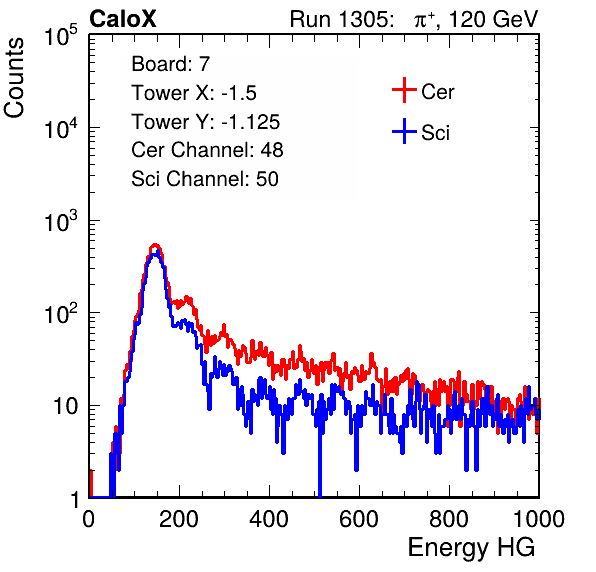 CaloX Run 1305: π⁺, 120 GeV
Counts
10⁵
10⁴
10³
10²
10
1
Board: 7
Tower X: -1.5
Tower Y: -1.125
Cer Channel: 48
Sci Channel: 50
Cer
Sci
0 200 400 600 800 1000
Energy HG